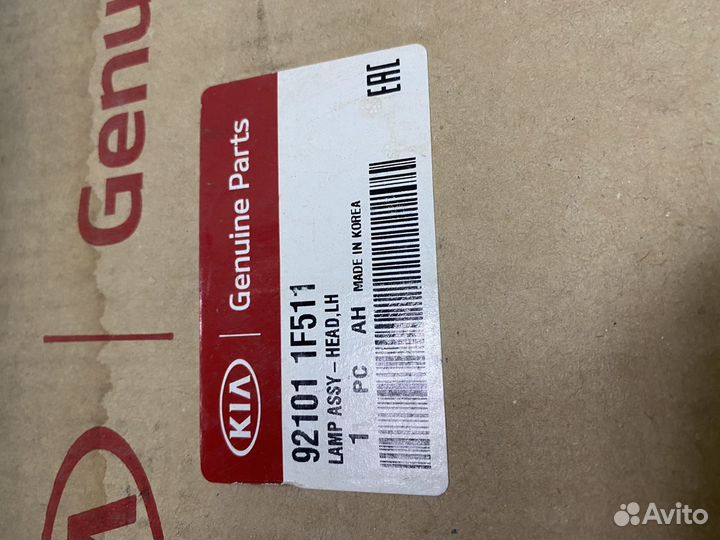 Genu
KIA | Genuine Parts
92101 1F511
LAMP ASSY-HEAD,LH
1 PC AH MADE IN KOREA
EAC
Avito